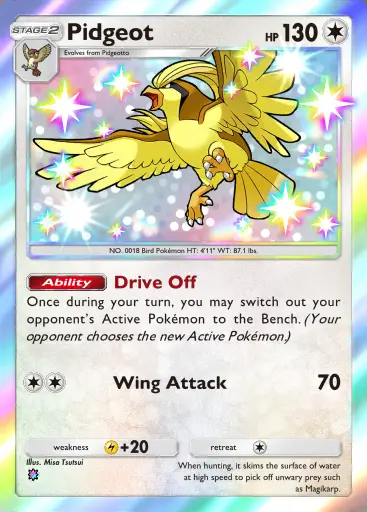 STAGE2 Pidgeot HP 130
Evolves from Pidgeotto
NO. 0018 Bird Pokémon HT: 4'11" WT: 87.1 lbs.
Ability Drive Off
Once during your turn, you may switch out your
opponent's Active Pokémon to the Bench. (Your
opponent chooses the new Active Pokémon.)
Wing Attack 70
weakness +20 retreat
Illus. Misa Tsutsui
When hunting, it skims the surface of water
at high speed to pick off unwary prey such
as Magikarp.